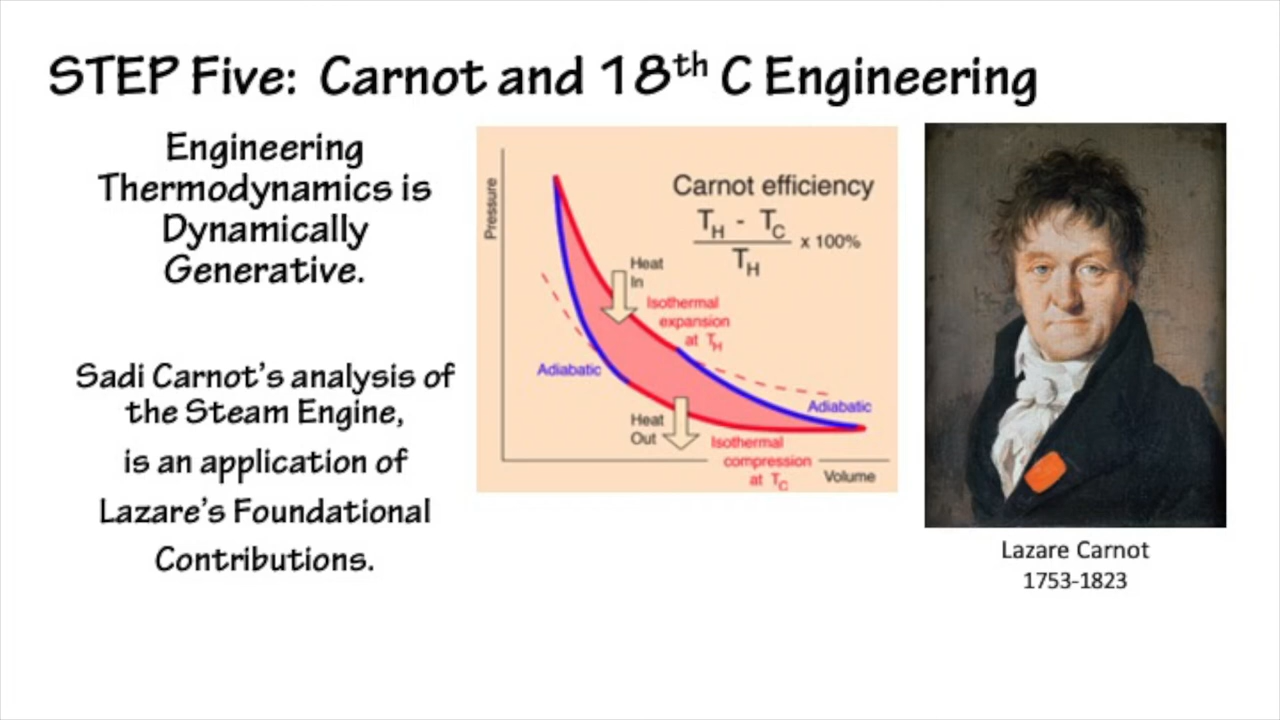 STEP Five: Carnot and 18th C Engineering
Engineering
Thermodynamics is
Dynamically
Generative.
Sadi Carnot's analysis of
the Steam Engine,
is an application of
Lazare's Foundational
Contributions.
Pressure
Carnot efficiency
TH - TC
TH
x 100%
Heat
In
Isothermal
expansion
at TH
Adiabatic
Adiabatic
Heat
Out
Isothermal
compression
at TC
Volume
Lazare Carnot
1753-1823